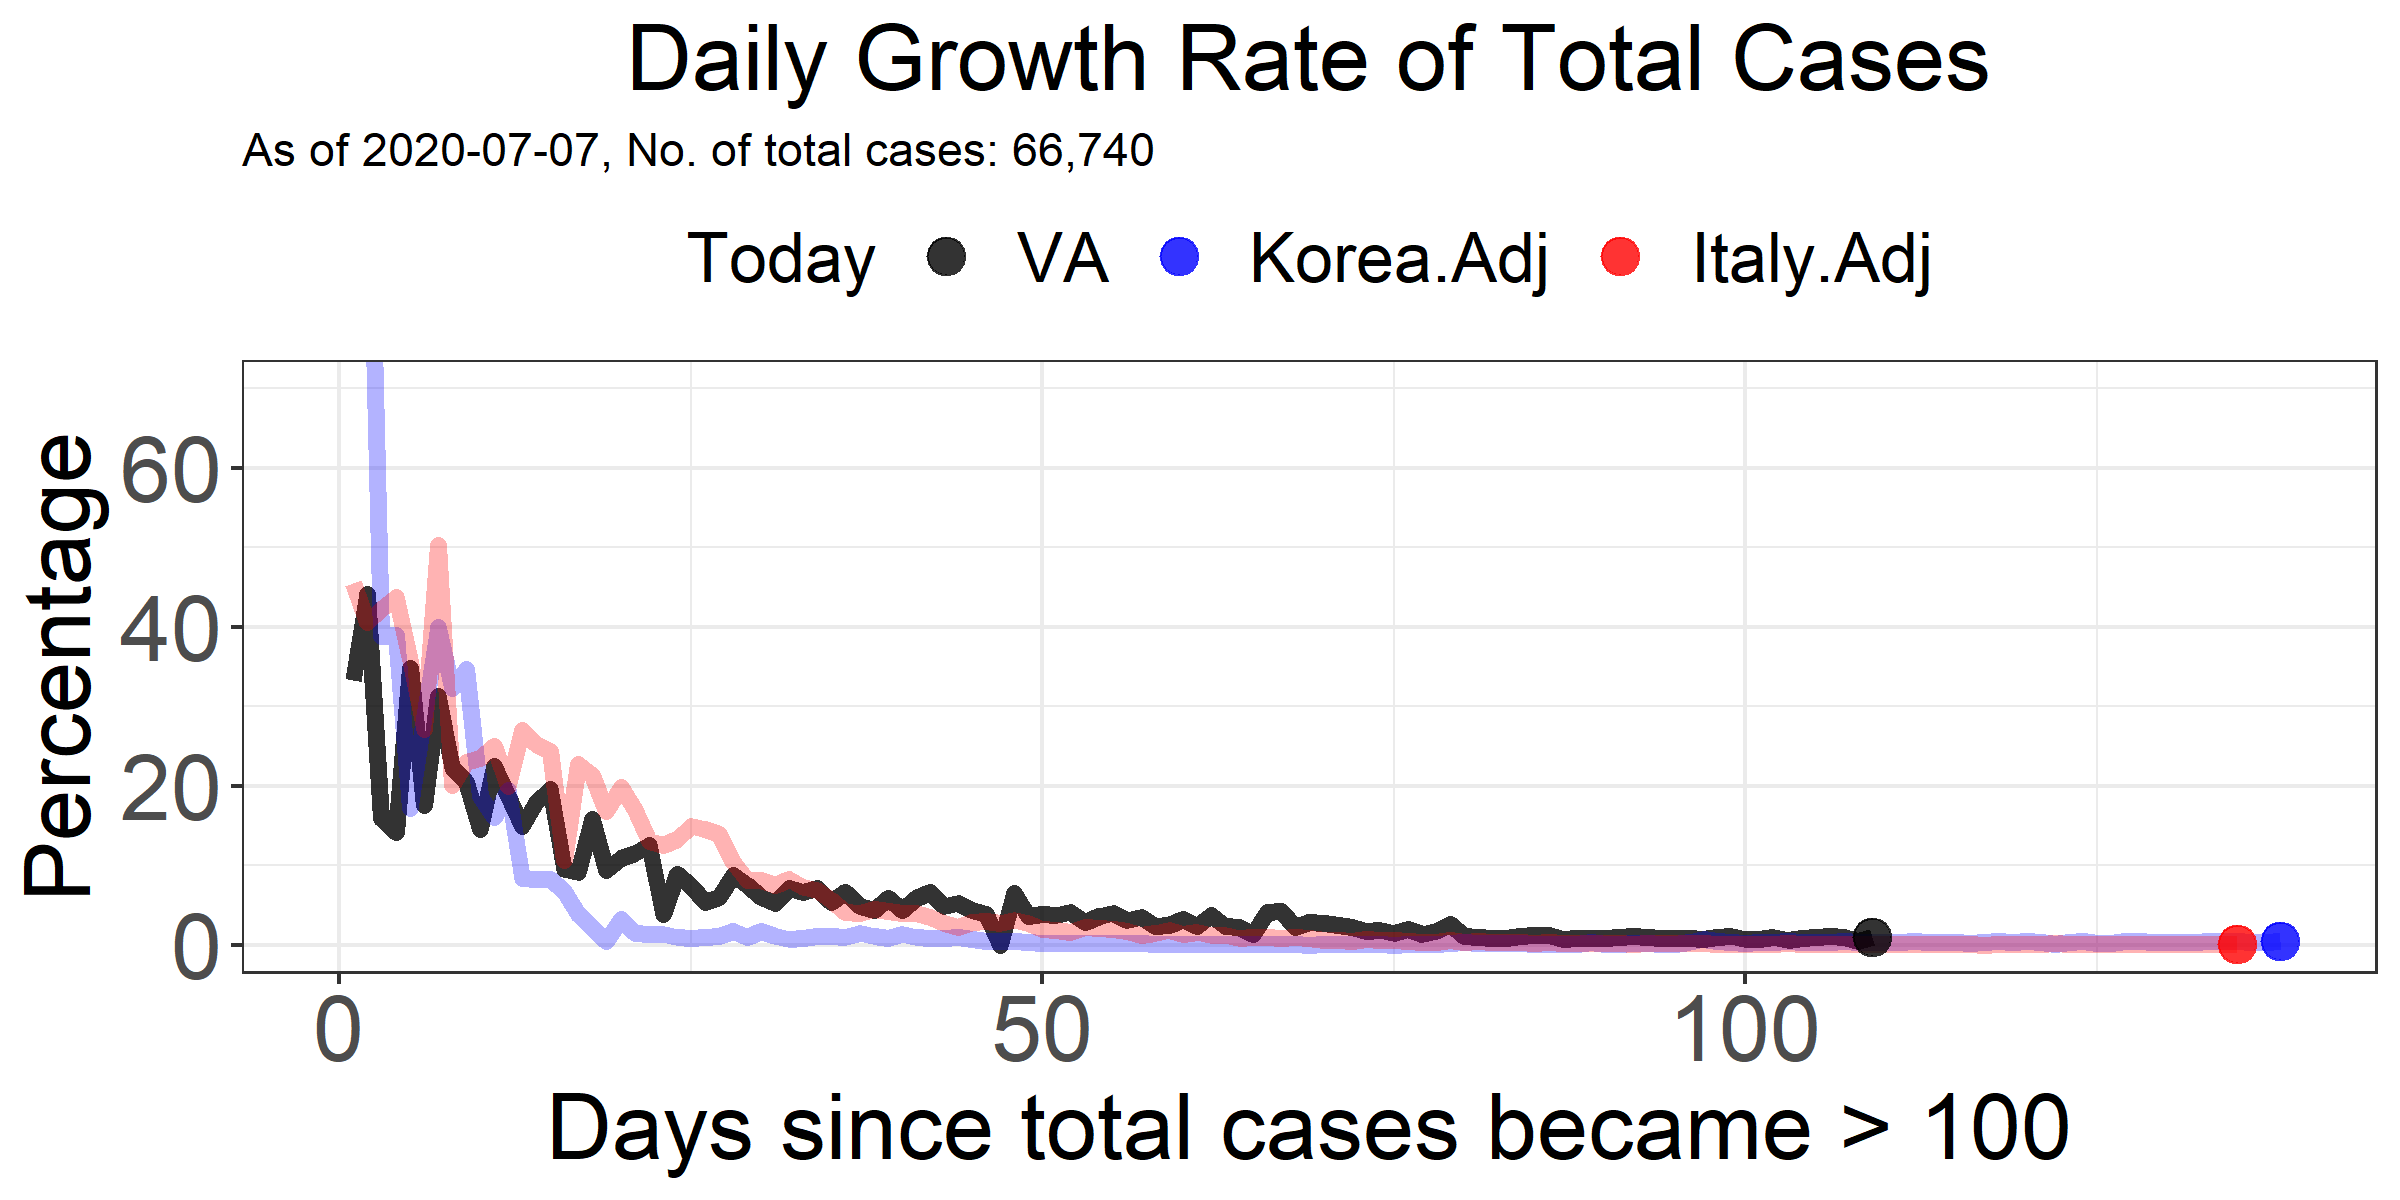 Daily Growth Rate of Total Cases
As of 2020-07-07, No. of total cases: 66,740
Today VA Korea.Adj Italy.Adj
Percentage
60
40
20
0
0 50 100
Days since total cases became > 100